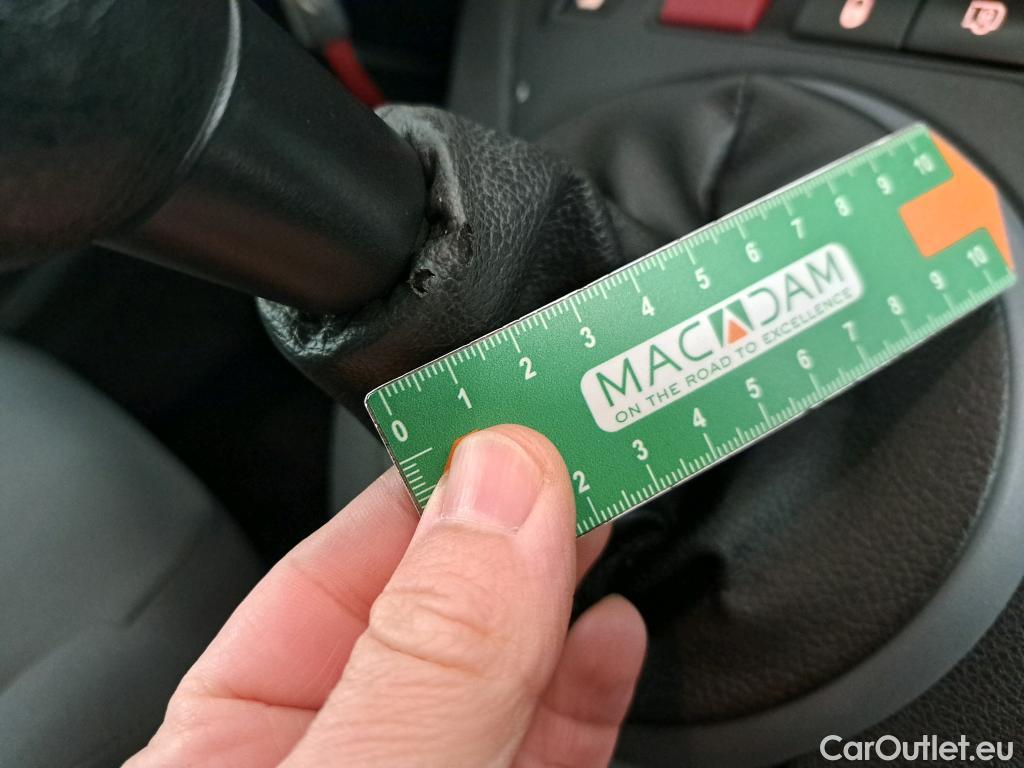 0 1 2 3 4 5 6 7 8 9 10
MACADAM
ON THE ROAD TO EXCELLENCE
2 3 4 5 6 7 8 9 10
CarOutlet.eu